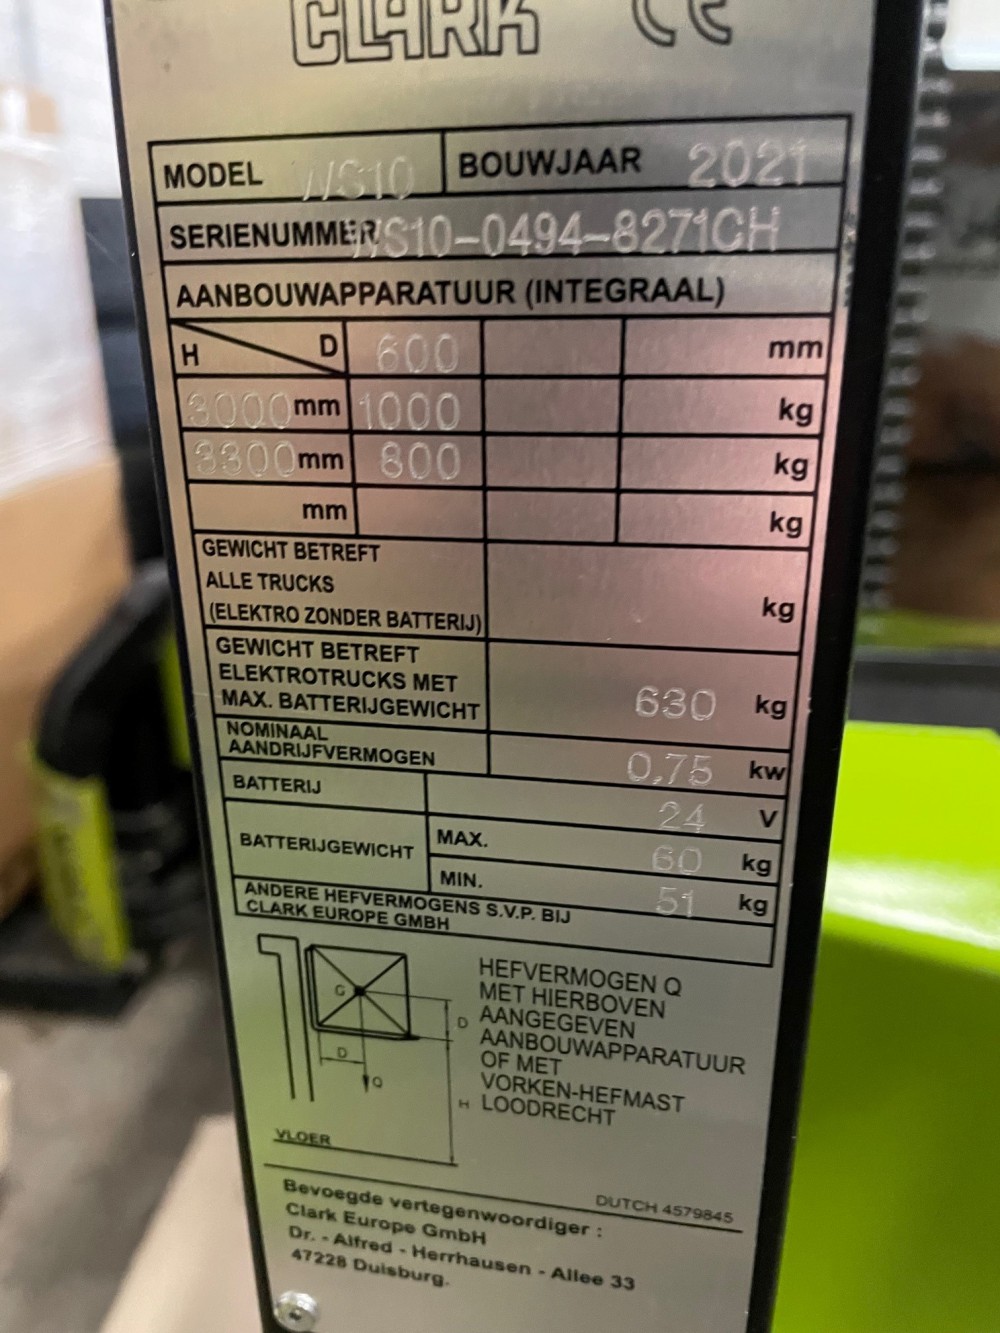 CLARK CE
MODEL WS10 BOUWJAAR 2021
SERIENUMMER WS10-0494-8271CH
AANBOUWAPPARATUUR (INTEGRAAL)
H D 600 mm
3000 mm 1000 kg
3300 mm 800 kg
mm kg
GEWICHT BETREFT
ALLE TRUCKS
(ELEKTRO ZONDER BATTERIJ) kg
GEWICHT BETREFT
ELEKTROTRUCKS MET
MAX. BATTERIJGEWICHT 630 kg
NOMINAAL
AANDRIJFVERMOGEN 0,75 kw
BATTERIJ 24 V
BATTERIJGEWICHT MAX. 60 kg
MIN. 51 kg
ANDERE HEFVERMOGENS S.V.P. BIJ
CLARK EUROPE GMBH
G
D
D
Q
H
VLOER
HEFVERMOGEN Q
MET HIERBOVEN
AANGEGEVEN
AANBOUWAPPARATUUR
OF MET
VORKEN-HEFMAST
LOODRECHT
DUTCH 4579845
Bevoegde vertegenwoordiger :
Clark Europe GmbH
Dr. - Alfred - Herrhausen - Allee 33
47228 Duisburg.